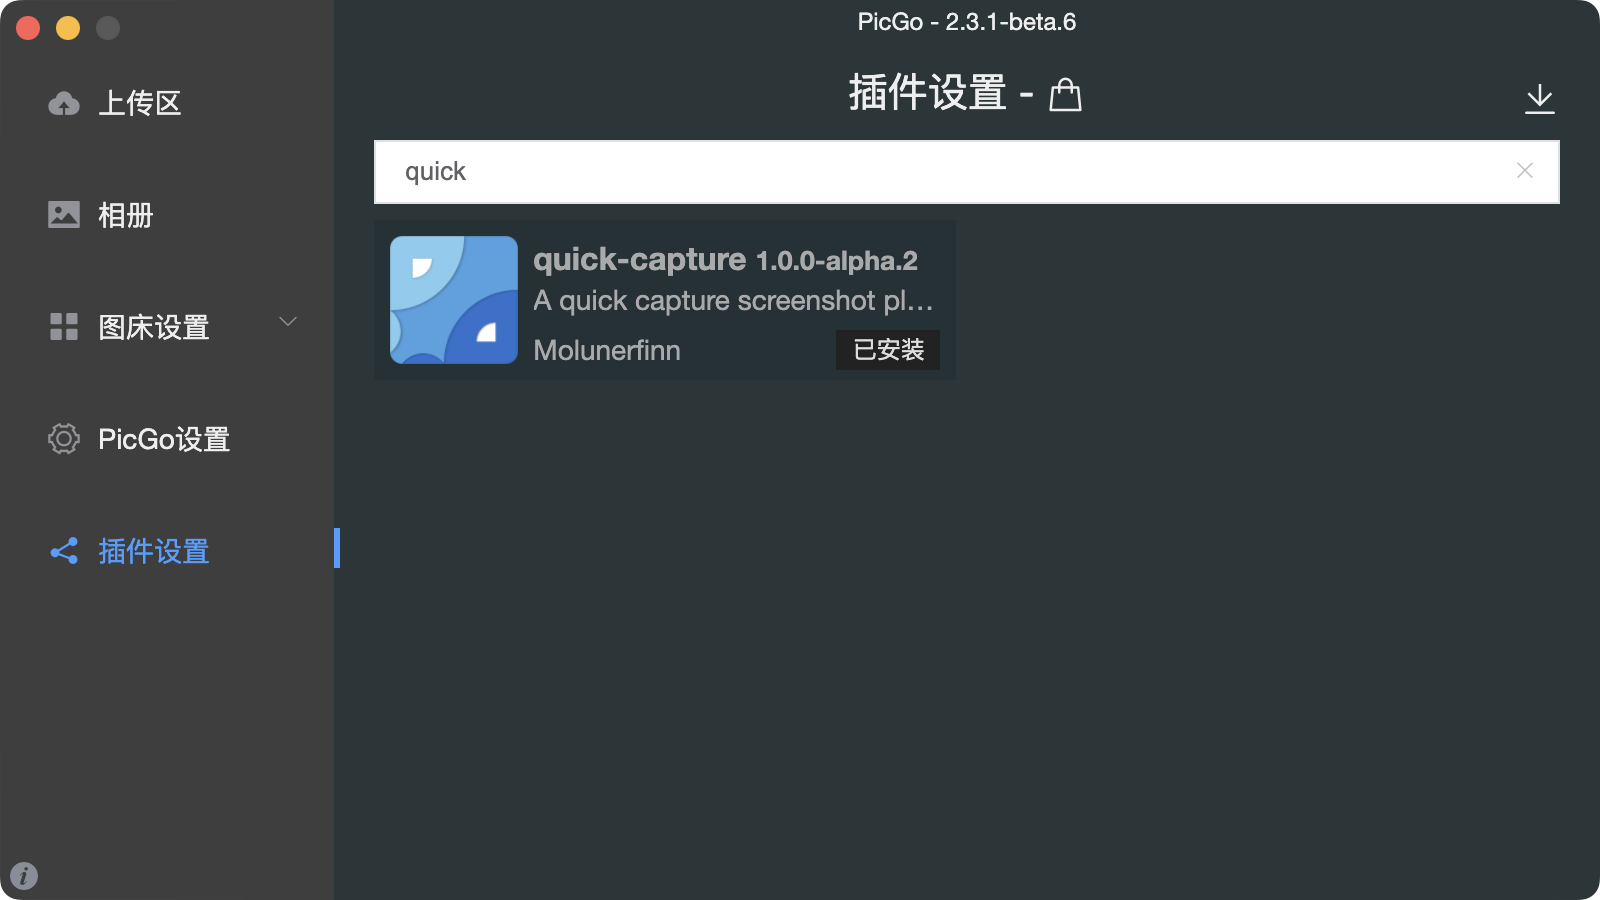 PicGo - 2.3.1-beta.6
上传区
相册
图床设置
PicGo设置
插件设置
插件设置 -
quick
quick-capture 1.0.0-alpha.2
A quick capture screenshot pl...
Molunerfinn
已安装
i